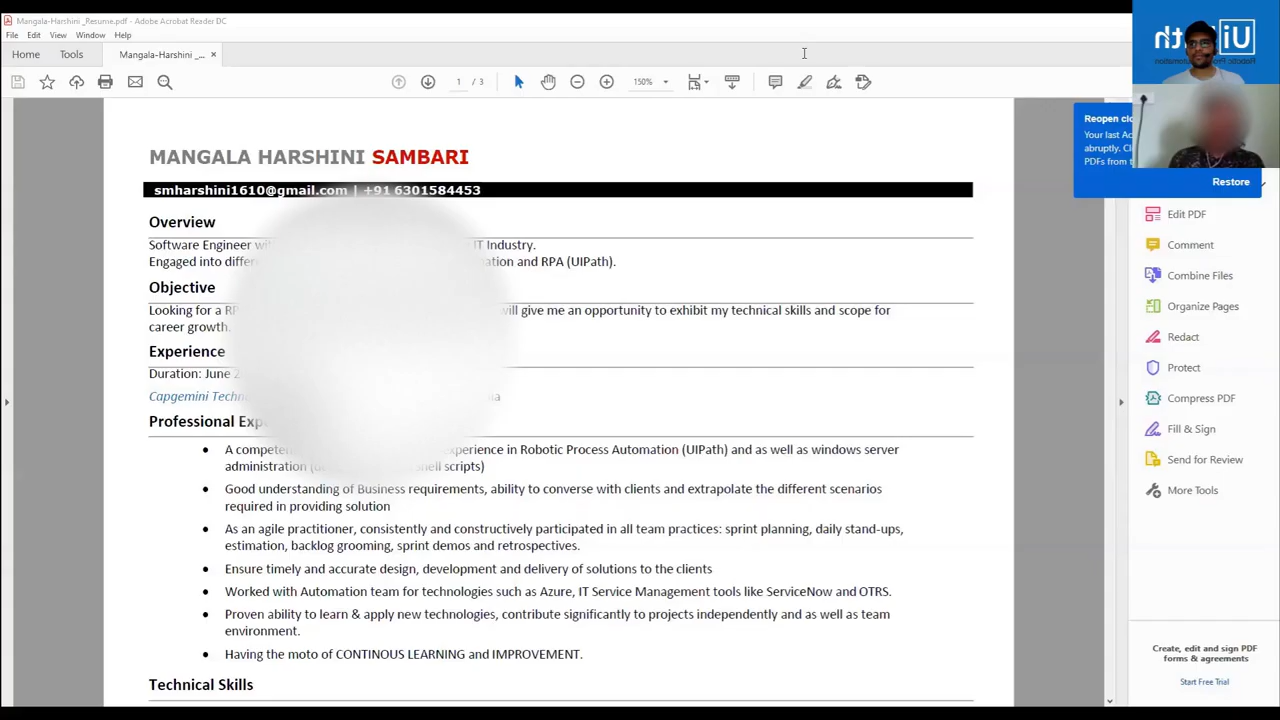 Mangala-Harshini _Resume.pdf - Adobe Acrobat Reader DC
File Edit View Window Help
Home Tools Mangala-Harshini _... ×
1 / 3 150%
Reopen clo
Your last Ac
abruptly. Cl
PDFs from t
Restore
MANGALA HARSHINI SAMBARI
smharshini1610@gmail.com | +91 6301584453
Overview
Software Engineer IT Industry.
Engaged into and RPA (UIPath).
Objective
Looking for a will give me an opportunity to exhibit my technical skills and scope for
career growth.
Experience
Duration: June
Capgemini
Professional
A experience in Robotic Process Automation (UIPath) and as well as windows server
administration shell scripts)
Good understanding of Business requirements, ability to converse with clients and extrapolate the different scenarios
required in providing solution
As an agile practitioner, consistently and constructively participated in all team practices: sprint planning, daily stand-ups,
estimation, backlog grooming, sprint demos and retrospectives.
Ensure timely and accurate design, development and delivery of solutions to the clients
Worked with Automation team for technologies such as Azure, IT Service Management tools like ServiceNow and OTRS.
Proven ability to learn & apply new technologies, contribute significantly to projects independently and as well as team
environment.
Having the moto of CONTINOUS LEARNING and IMPROVEMENT.
Technical Skills
Edit PDF
Comment
Combine Files
Organize Pages
Redact
Protect
Compress PDF
Fill & Sign
Send for Review
More Tools
Create, edit and sign PDF
forms & agreements
Start Free Trial